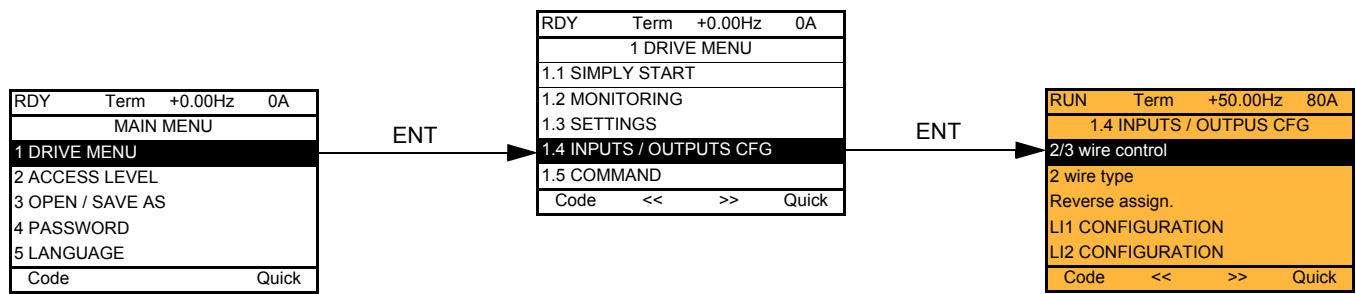 RDY Term +0.00Hz 0A
MAIN MENU
1 DRIVE MENU
2 ACCESS LEVEL
3 OPEN / SAVE AS
4 PASSWORD
5 LANGUAGE
Code Quick
ENT
RDY Term +0.00Hz 0A
1 DRIVE MENU
1.1 SIMPLY START
1.2 MONITORING
1.3 SETTINGS
1.4 INPUTS / OUTPUTS CFG
1.5 COMMAND
Code << >> Quick
ENT
RUN Term +50.00Hz 80A
1.4 INPUTS / OUTPUS CFG
2/3 wire control
2 wire type
Reverse assign.
LI1 CONFIGURATION
LI2 CONFIGURATION
Code << >> Quick